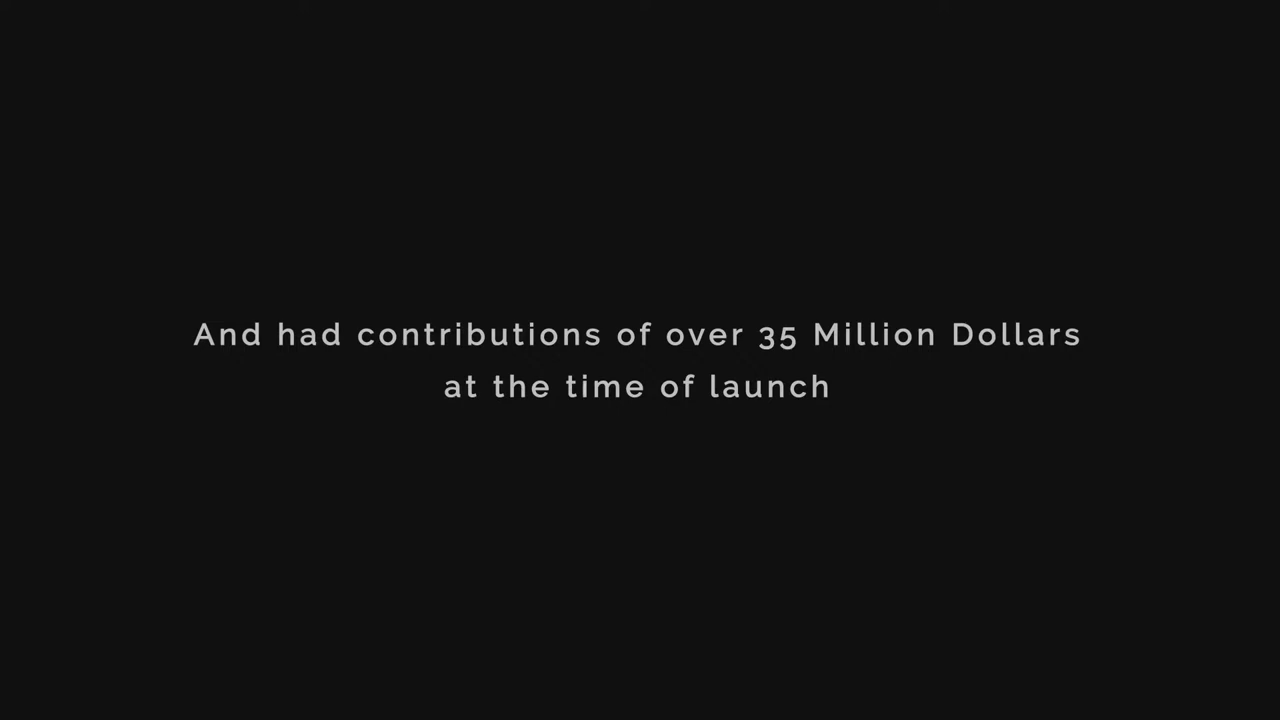 And had contributions of over 35 Million Dollars
at the time of launch